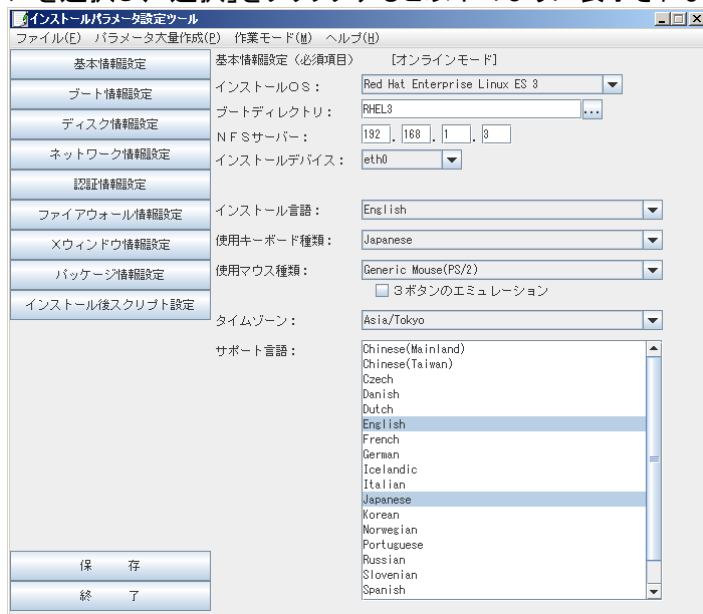 インストールパラメータ設定ツール
ファイル(F) パラメータ大量作成(P) 作業モード(M) ヘルプ(H)
基本情報設定
ブート情報設定
ディスク情報設定
ネットワーク情報設定
認証情報設定
ファイアウォール情報設定
Xウィンドウ情報設定
パッケージ情報設定
インストール後スクリプト設定
保 存
終 了
基本情報設定（必須項目） [オンラインモード]
インストールOS： Red Hat Enterprise Linux ES 3
ブートディレクトリ： RHEL3 ...
NFSサーバー： 192 . 168 . 1 . 3
インストールデバイス： eth0
インストール言語： English
使用キーボード種類： Japanese
使用マウス種類： Generic Mouse(PS/2)
3ボタンのエミュレーション
タイムゾーン： Asia/Tokyo
サポート言語：
Chinese(Mainland)
Chinese(Taiwan)
Czech
Danish
Dutch
English
French
German
Icelandic
Italian
Japanese
Korean
Norwegian
Portuguese
Russian
Slovenian
Spanish